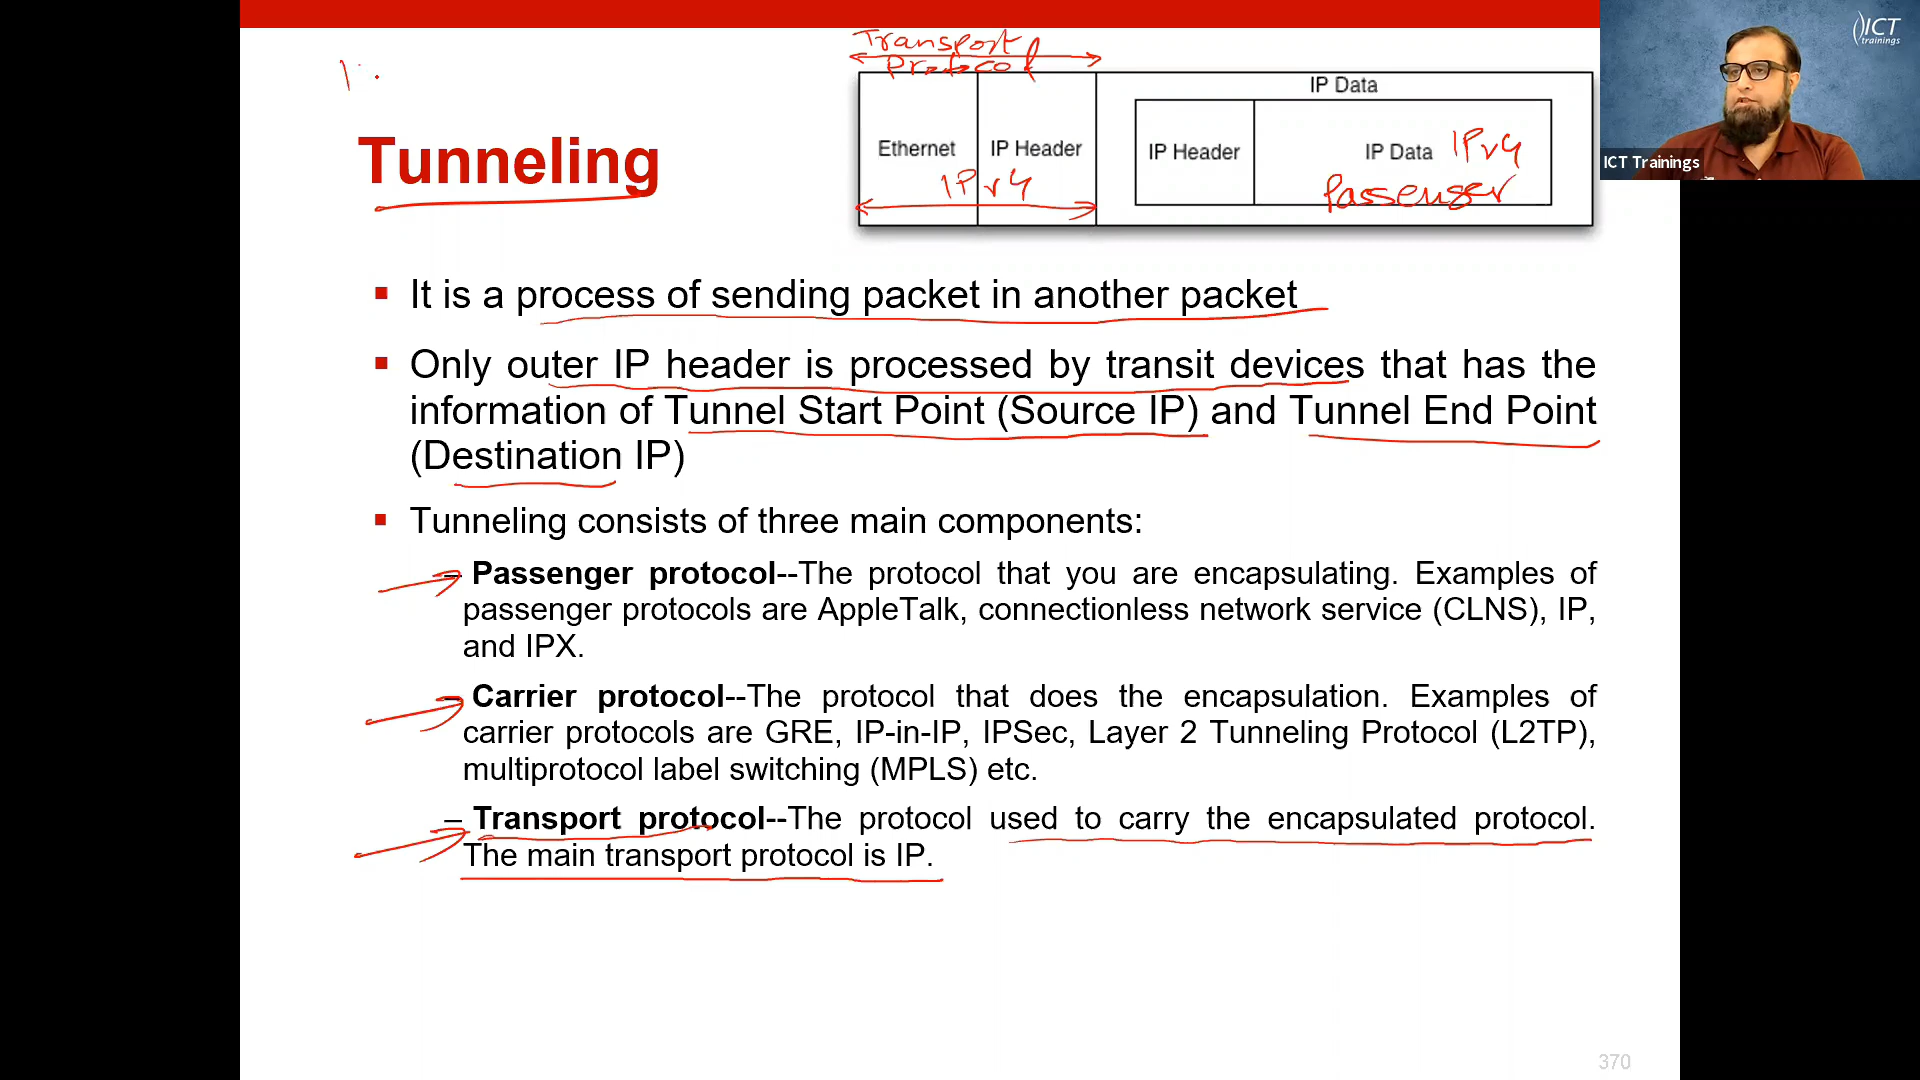 Transport
Protocol
IP Data
Ethernet
IP Header
IP Header
IP Data
IPv4
IPv4
Passenger
ICT
trainings
ICT Trainings
Tunneling
▪ It is a process of sending packet in another packet
▪ Only outer IP header is processed by transit devices that has the
information of Tunnel Start Point (Source IP) and Tunnel End Point
(Destination IP)
▪ Tunneling consists of three main components:
– Passenger protocol--The protocol that you are encapsulating. Examples of
passenger protocols are AppleTalk, connectionless network service (CLNS), IP,
and IPX.
– Carrier protocol--The protocol that does the encapsulation. Examples of
carrier protocols are GRE, IP-in-IP, IPSec, Layer 2 Tunneling Protocol (L2TP),
multiprotocol label switching (MPLS) etc.
– Transport protocol--The protocol used to carry the encapsulated protocol.
The main transport protocol is IP.
370